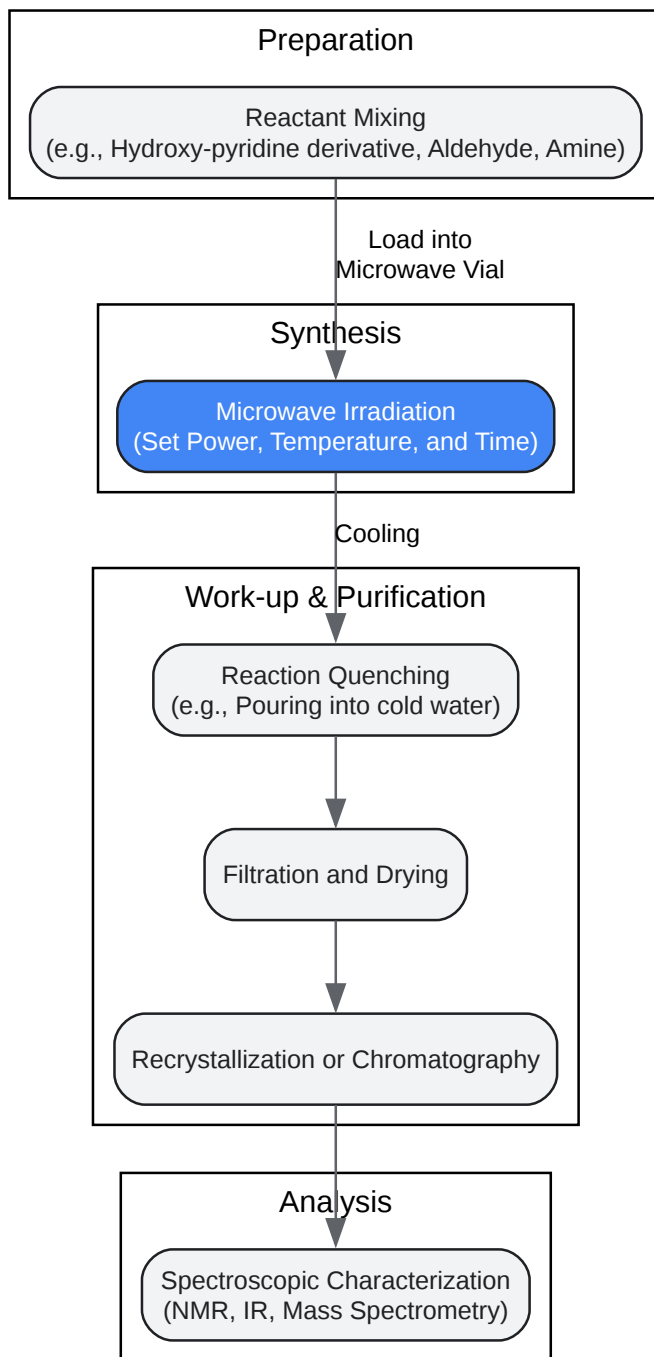 Preparation
Reactant Mixing
(e.g., Hydroxy-pyridine derivative, Aldehyde, Amine)
Load into
Microwave Vial
Synthesis
Microwave Irradiation
(Set Power, Temperature, and Time)
Cooling
Work-up & Purification
Reaction Quenching
(e.g., Pouring into cold water)
Filtration and Drying
Recrystallization or Chromatography
Analysis
Spectroscopic Characterization
(NMR, IR, Mass Spectrometry)